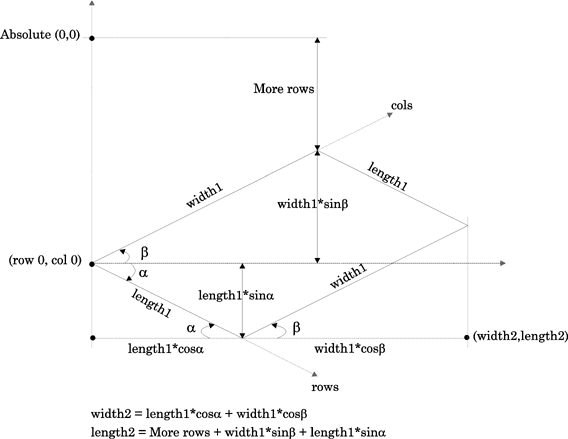 Absolute (0,0)
More rows
cols
width1
length1
width1*sinβ
β
(row 0, col 0)
α
width1
length1
length1*sinα
α
β
(width2,length2)
length1*cosα
width1*cosβ
rows
width2 = length1*cosα + width1*cosβ
length2 = More rows + width1*sinβ + length1*sinα